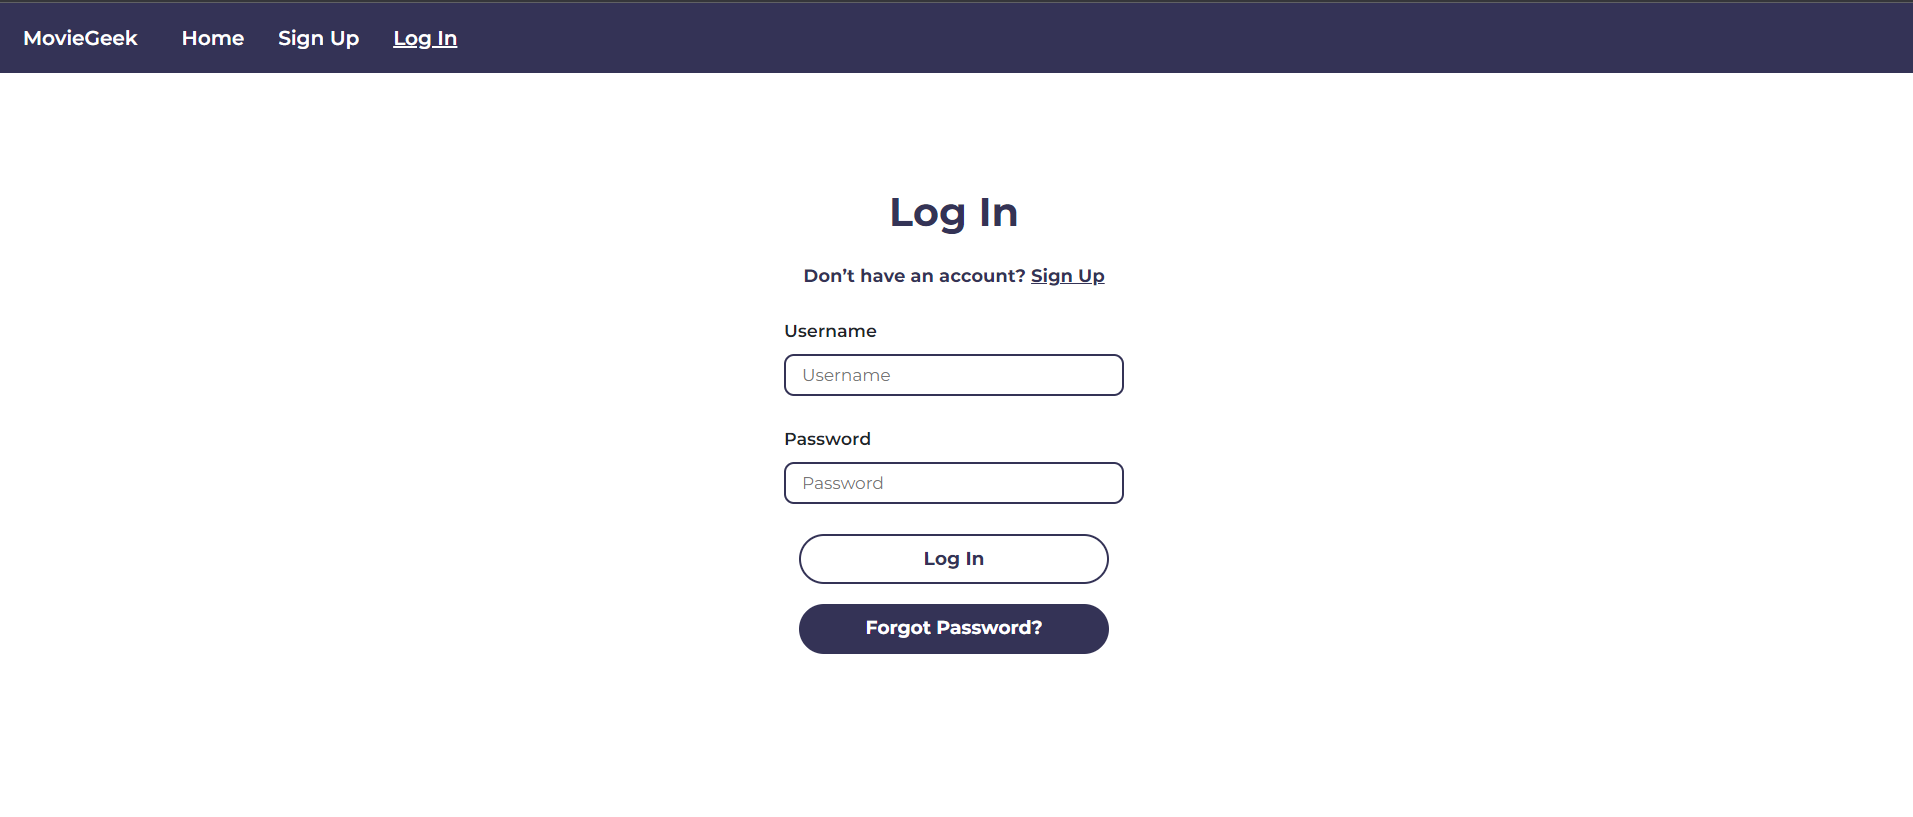 MovieGeek Home Sign Up Log In
Log In
Don’t have an account? Sign Up
Username
Username
Password
Password
Log In
Forgot Password?